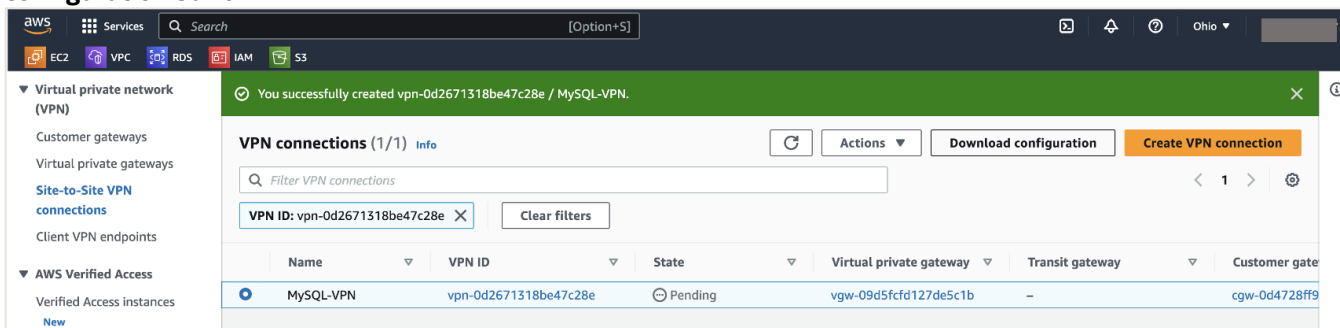 aws Services Search [Option+S] Ohio
EC2 VPC RDS IAM S3
Virtual private network
(VPN)
Customer gateways
Virtual private gateways
Site-to-Site VPN
connections
Client VPN endpoints
AWS Verified Access
Verified Access instances
New
You successfully created vpn-0d2671318be47c28e / MySQL-VPN.
VPN connections (1/1) Info Actions Download configuration Create VPN connection
Filter VPN connections 1
VPN ID: vpn-0d2671318be47c28e Clear filters
Name VPN ID State Virtual private gateway Transit gateway Customer gate
MySQL-VPN vpn-0d2671318be47c28e Pending vgw-09d5fcfd127de5c1b – cgw-0d4728ff9